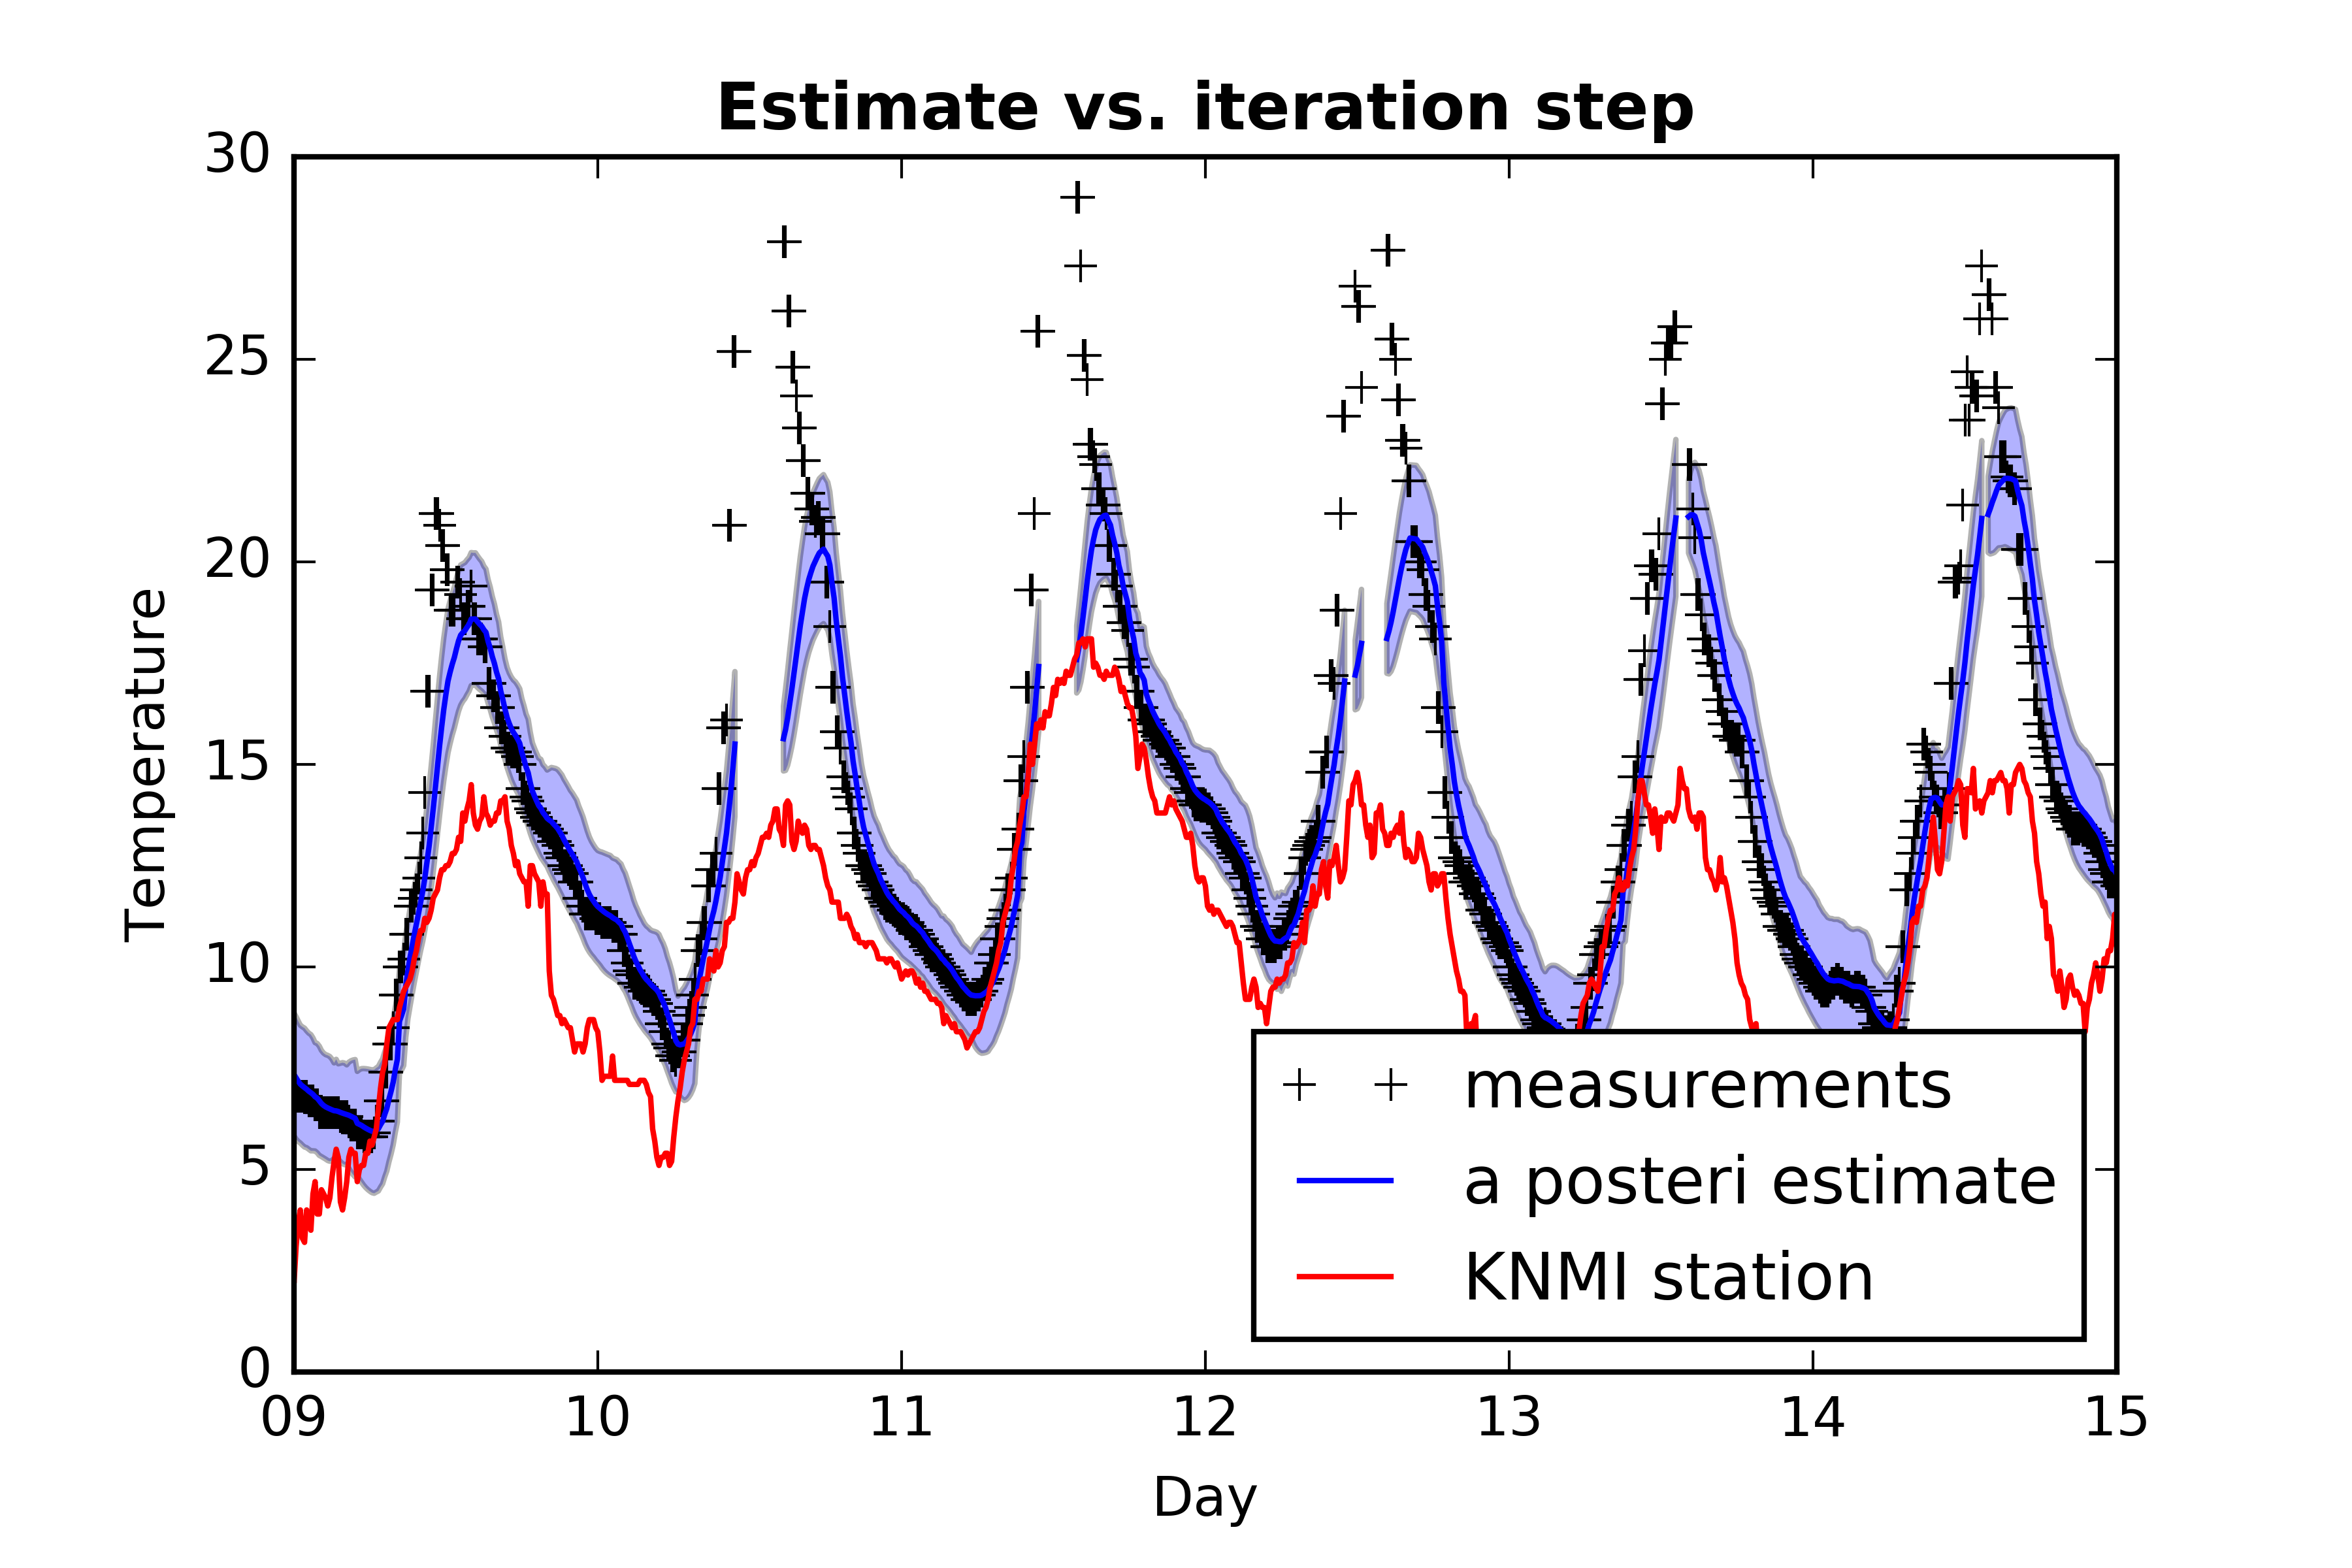 Estimate vs. iteration step
30
25
20
15
10
5
0
Temperature
09
10
11
12
13
14
15
Day
measurements
a posteri estimate
KNMI station